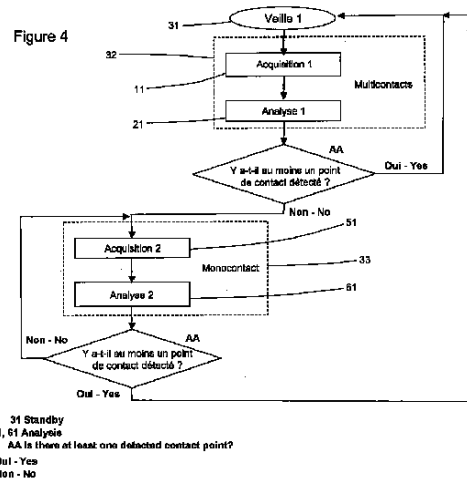 31
Veille 1
Figure 4
32
Acquisition 1
Multicontacts
11
Analyse 1
21
AA
Y a-t-il au moins un point
de contact détecté ?
Oui - Yes
Non - No
51
Acquisition 2
Monocontact
33
Analyse 2
61
Non - No
AA
Y a-t-il au moins un point
de contact détecté ?
Oui - Yes
31 Standby
1, 61 Analysis
AA Is there at least one detected contact point?
Oui - Yes
Non - No